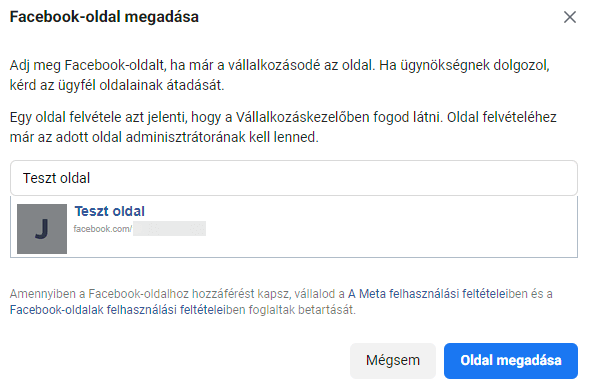 Facebook-oldal megadása
Adj meg Facebook-oldalt, ha már a vállalkozásodé az oldal. Ha ügynökségnek dolgozol,
kérd az ügyfél oldalainak átadását.
Egy oldal felvétele azt jelenti, hogy a Vállalkozáskezelőben fogod látni. Oldal felvételéhez
már az adott oldal adminisztrátorának kell lenned.
Teszt oldal
J
Teszt oldal
facebook.com/
Amennyiben a Facebook-oldalhoz hozzáférést kapsz, vállalod a A Meta felhasználási feltételeiben és a
Facebook-oldalak felhasználási feltételeiben foglaltak betartását.
Mégsem
Oldal megadása